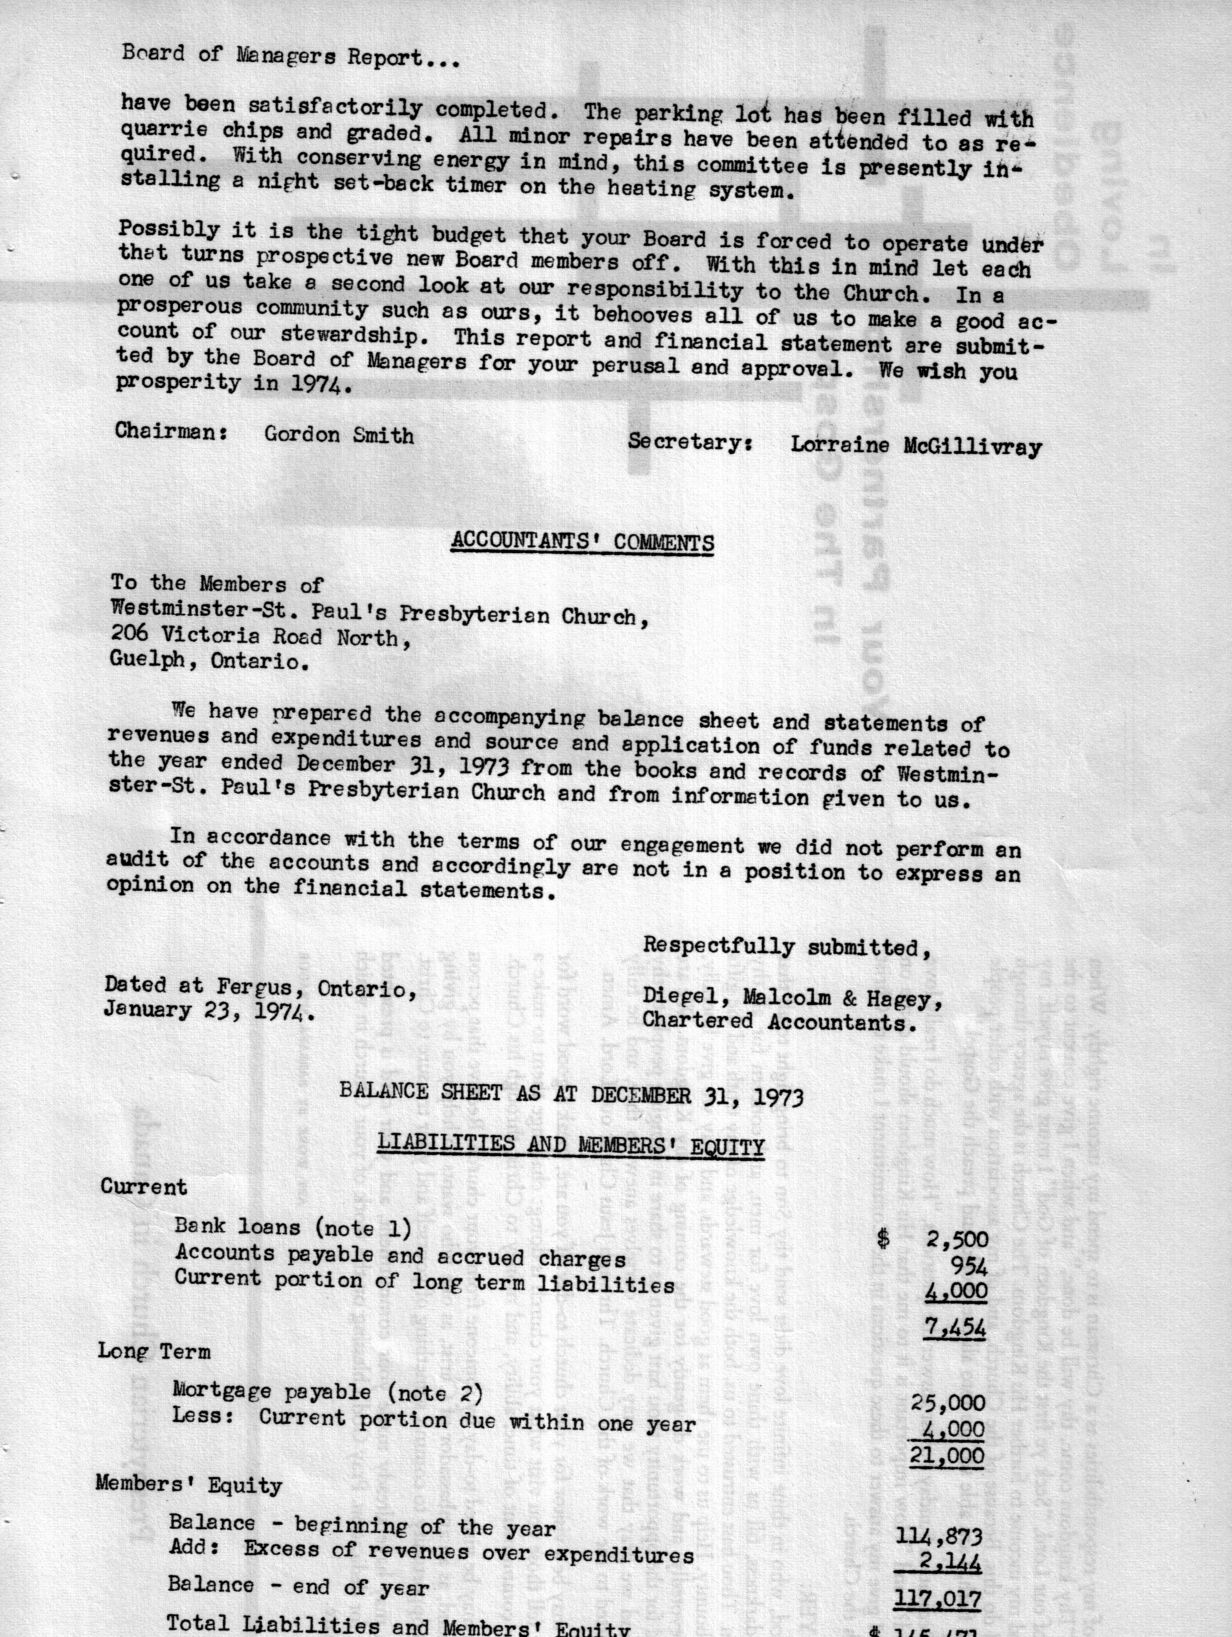 Board of Managers Report...
have been satisfactorily completed. The parking lot has been filled with
quarrie chips and graded. All minor repairs have been attended to as re-
quired. With conserving energy in mind, this committee is presently in-
stalling a night set-back timer on the heating system.
Possibly it is the tight budget that your Board is forced to operate under
that turns prospective new Board members off. With this in mind let each
one of us take a second look at our responsibility to the Church. In a
prosperous community such as ours, it behooves all of us to make a good ac-
count of our stewardship. This report and financial statement are submit-
ted by the Board of Managers for your perusal and approval. We wish you
prosperity in 1974.
Chairman: Gordon Smith Secretary: Lorraine McGillivray
ACCOUNTANTS' COMMENTS
To the Members of
Westminster-St. Paul's Presbyterian Church,
206 Victoria Road North,
Guelph, Ontario.
We have prepared the accompanying balance sheet and statements of
revenues and expenditures and source and application of funds related to
the year ended December 31, 1973 from the books and records of Westmin-
ster-St. Paul's Presbyterian Church and from information given to us.
In accordance with the terms of our engagement we did not perform an
audit of the accounts and accordingly are not in a position to express an
opinion on the financial statements.
Respectfully submitted,
Dated at Fergus, Ontario, Diegel, Malcolm & Hagey,
January 23, 1974. Chartered Accountants.
BALANCE SHEET AS AT DECEMBER 31, 1973
LIABILITIES AND MEMBERS' EQUITY
Current
Bank loans (note 1) $ 2,500
Accounts payable and accrued charges 954
Current portion of long term liabilities 4,000
7,454
Long Term
Mortgage payable (note 2) 25,000
Less: Current portion due within one year 4,000
21,000
Members' Equity
Balance - beginning of the year 114,873
Add: Excess of revenues over expenditures 2,144
Balance - end of year 117,017
Total Liabilities and Members' Equity $ 145,471